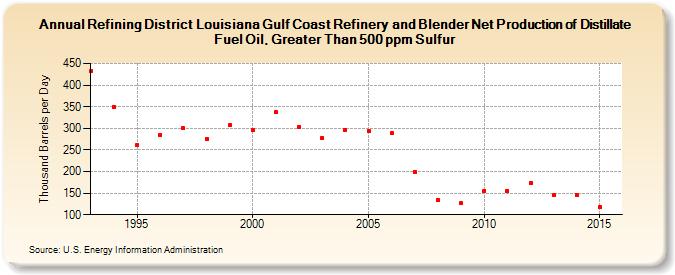 Annual Refining District Louisiana Gulf Coast Refinery and Blender Net Production of Distillate
Fuel Oil, Greater Than 500 ppm Sulfur
Thousand Barrels per Day
450
400
350
300
250
200
150
100
1995 2000 2005 2010 2015
Source: U.S. Energy Information Administration